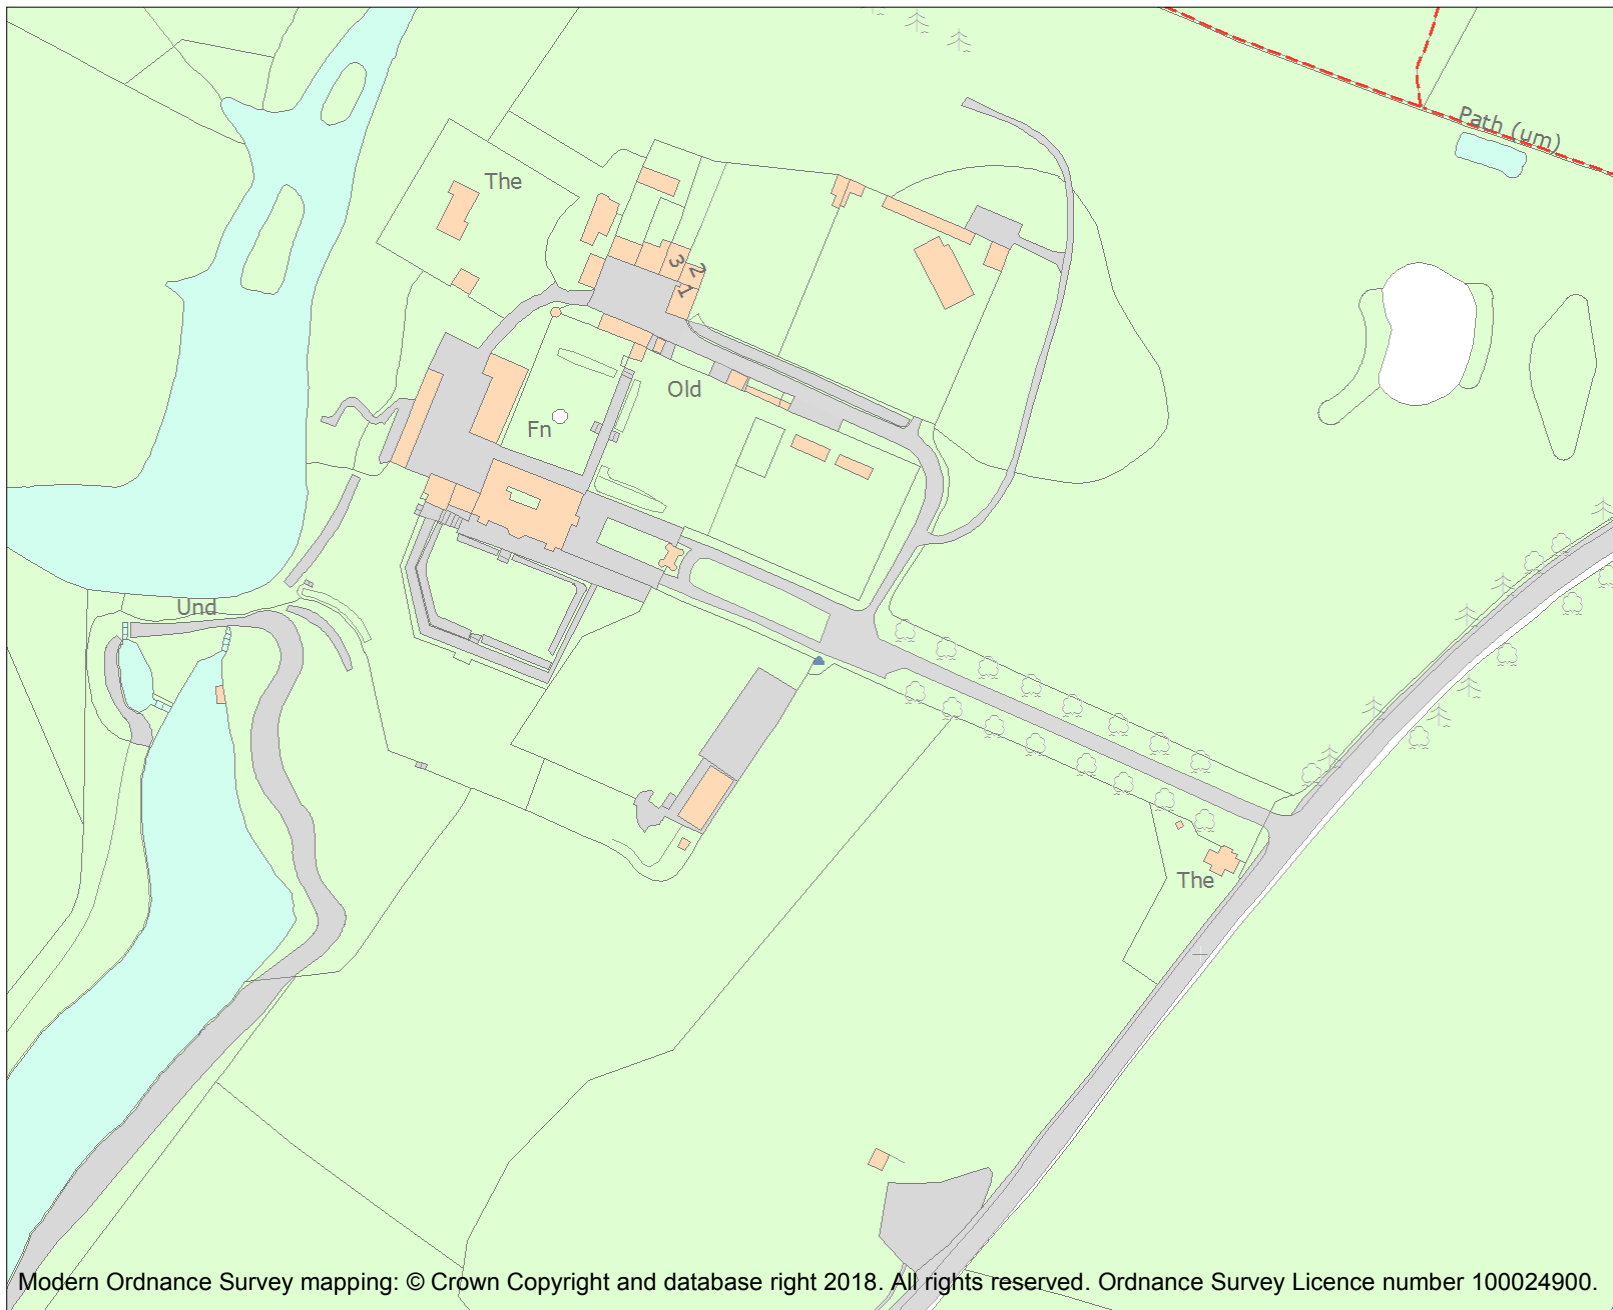 Path (um)
The
3
2
1
Old
Fn
Und
The
Modern Ordnance Survey mapping: © Crown Copyright and database right 2018. All rights reserved. Ordnance Survey Licence number 100024900.